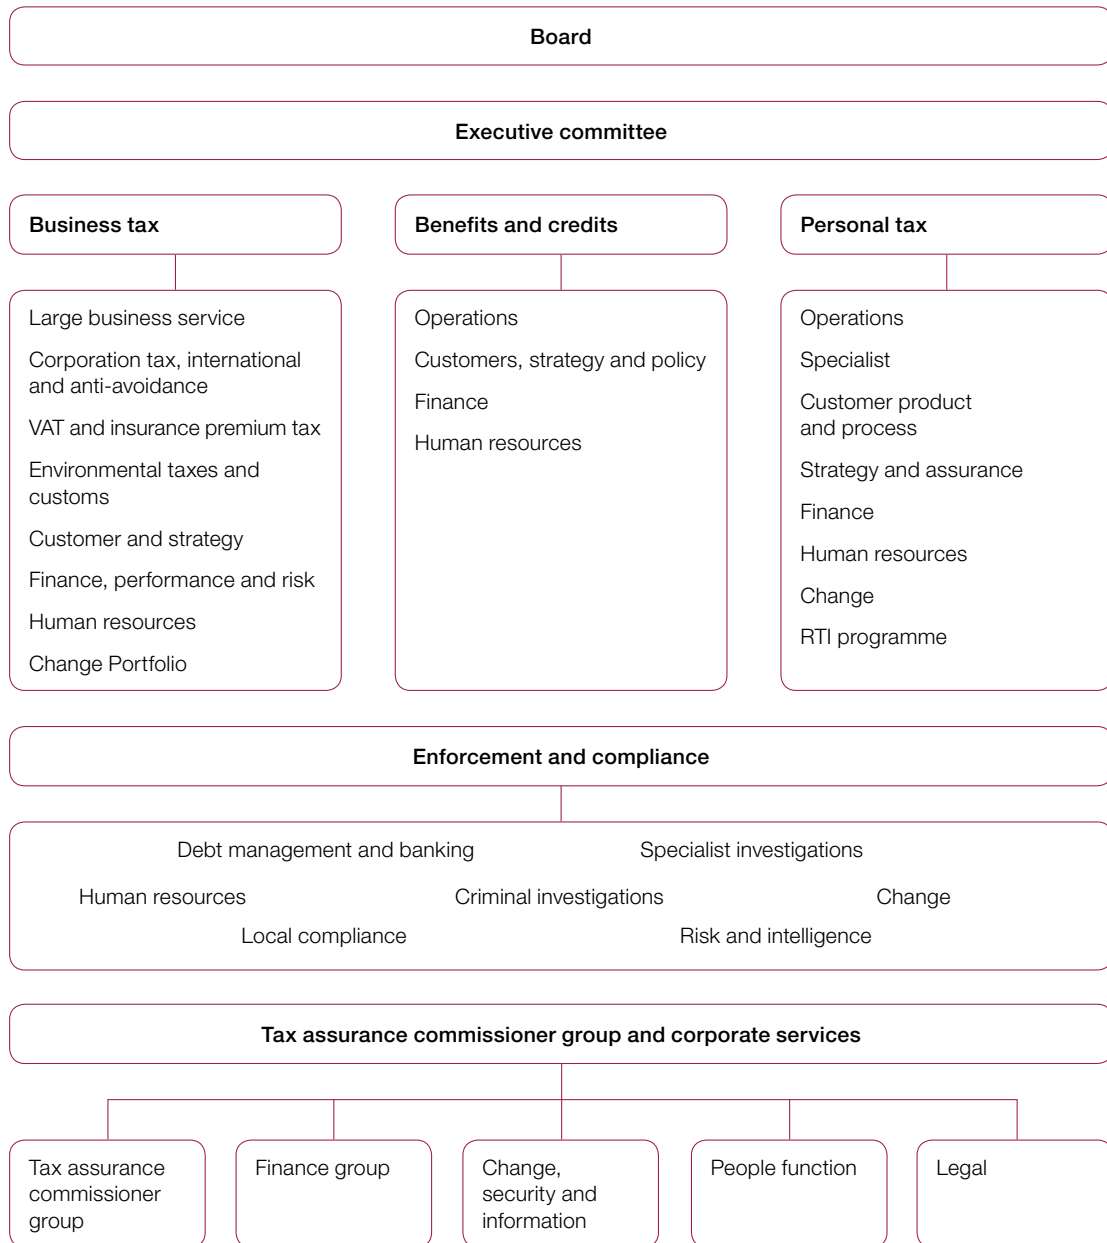 Board
Executive committee
Business tax
Large business service
Corporation tax, international
and anti-avoidance
VAT and insurance premium tax
Environmental taxes and
customs
Customer and strategy
Finance, performance and risk
Human resources
Change Portfolio
Benefits and credits
Operations
Customers, strategy and policy
Finance
Human resources
Personal tax
Operations
Specialist
Customer product
and process
Strategy and assurance
Finance
Human resources
Change
RTI programme
Enforcement and compliance
Debt management and banking
Specialist investigations
Human resources
Criminal investigations
Change
Local compliance
Risk and intelligence
Tax assurance commissioner group and corporate services
Tax assurance
commissioner
group
Finance group
Change,
security and
information
People function
Legal